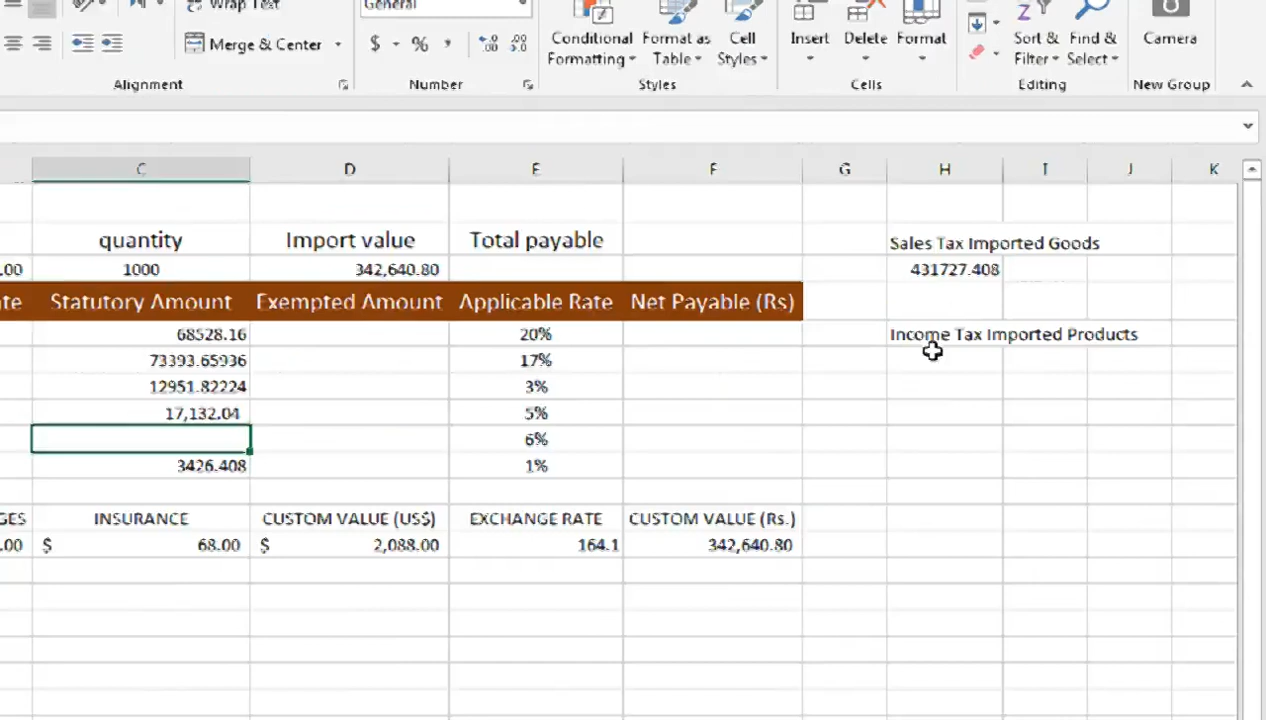 Wrap Text
General
Merge & Center
$ % ,
Conditional Formatting
Format as Table
Cell Styles
Insert
Delete
Format
Sort & Filter
Find & Select
Camera
Alignment
Number
Styles
Cells
Editing
New Group
C D E F G H I J K
quantity Import value Total payable Sales Tax Imported Goods
.00 1000 342,640.80 431727.408
ate Statutory Amount Exempted Amount Applicable Rate Net Payable (Rs)
68528.16 20% Income Tax Imported Products
73393.65936 17%
12951.82224 3%
17,132.04 5%
6%
3426.408 1%
GES INSURANCE CUSTOM VALUE (US$) EXCHANGE RATE CUSTOM VALUE (Rs.)
.00 $ 68.00 $ 2,088.00 164.1 342,640.80